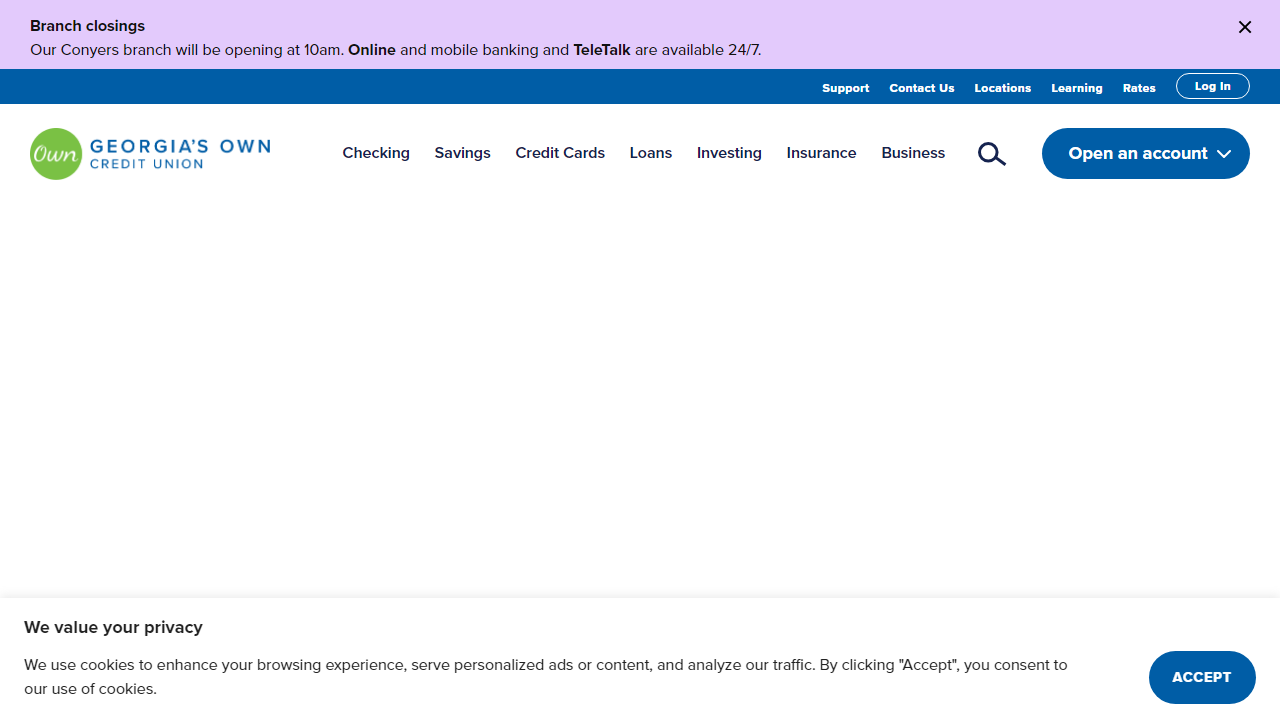 Branch closings
Our Conyers branch will be opening at 10am. Online and mobile banking and TeleTalk are available 24/7.
Support Contact Us Locations Learning Rates Log In
Own GEORGIA'S OWN
CREDIT UNION
Checking Savings Credit Cards Loans Investing Insurance Business Open an account
We value your privacy
We use cookies to enhance your browsing experience, serve personalized ads or content, and analyze our traffic. By clicking "Accept", you consent to
our use of cookies.
ACCEPT